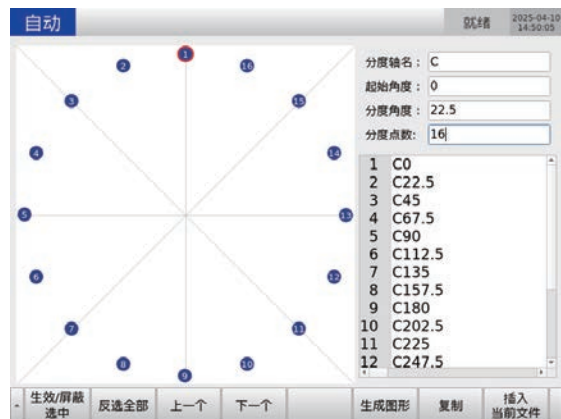 自动
就绪
2025-04-10
14:50:05
1
2
16
3
15
4
14
5
13
6
12
7
11
8
10
9
分度轴名： C
起始角度： 0
分度角度： 22.5
分度点数: 16
1 C0
2 C22.5
3 C45
4 C67.5
5 C90
6 C112.5
7 C135
8 C157.5
9 C180
10 C202.5
11 C225
12 C247.5
生效/屏蔽
选中
反选全部
上一个
下一个
生成图形
复制
插入
当前文件